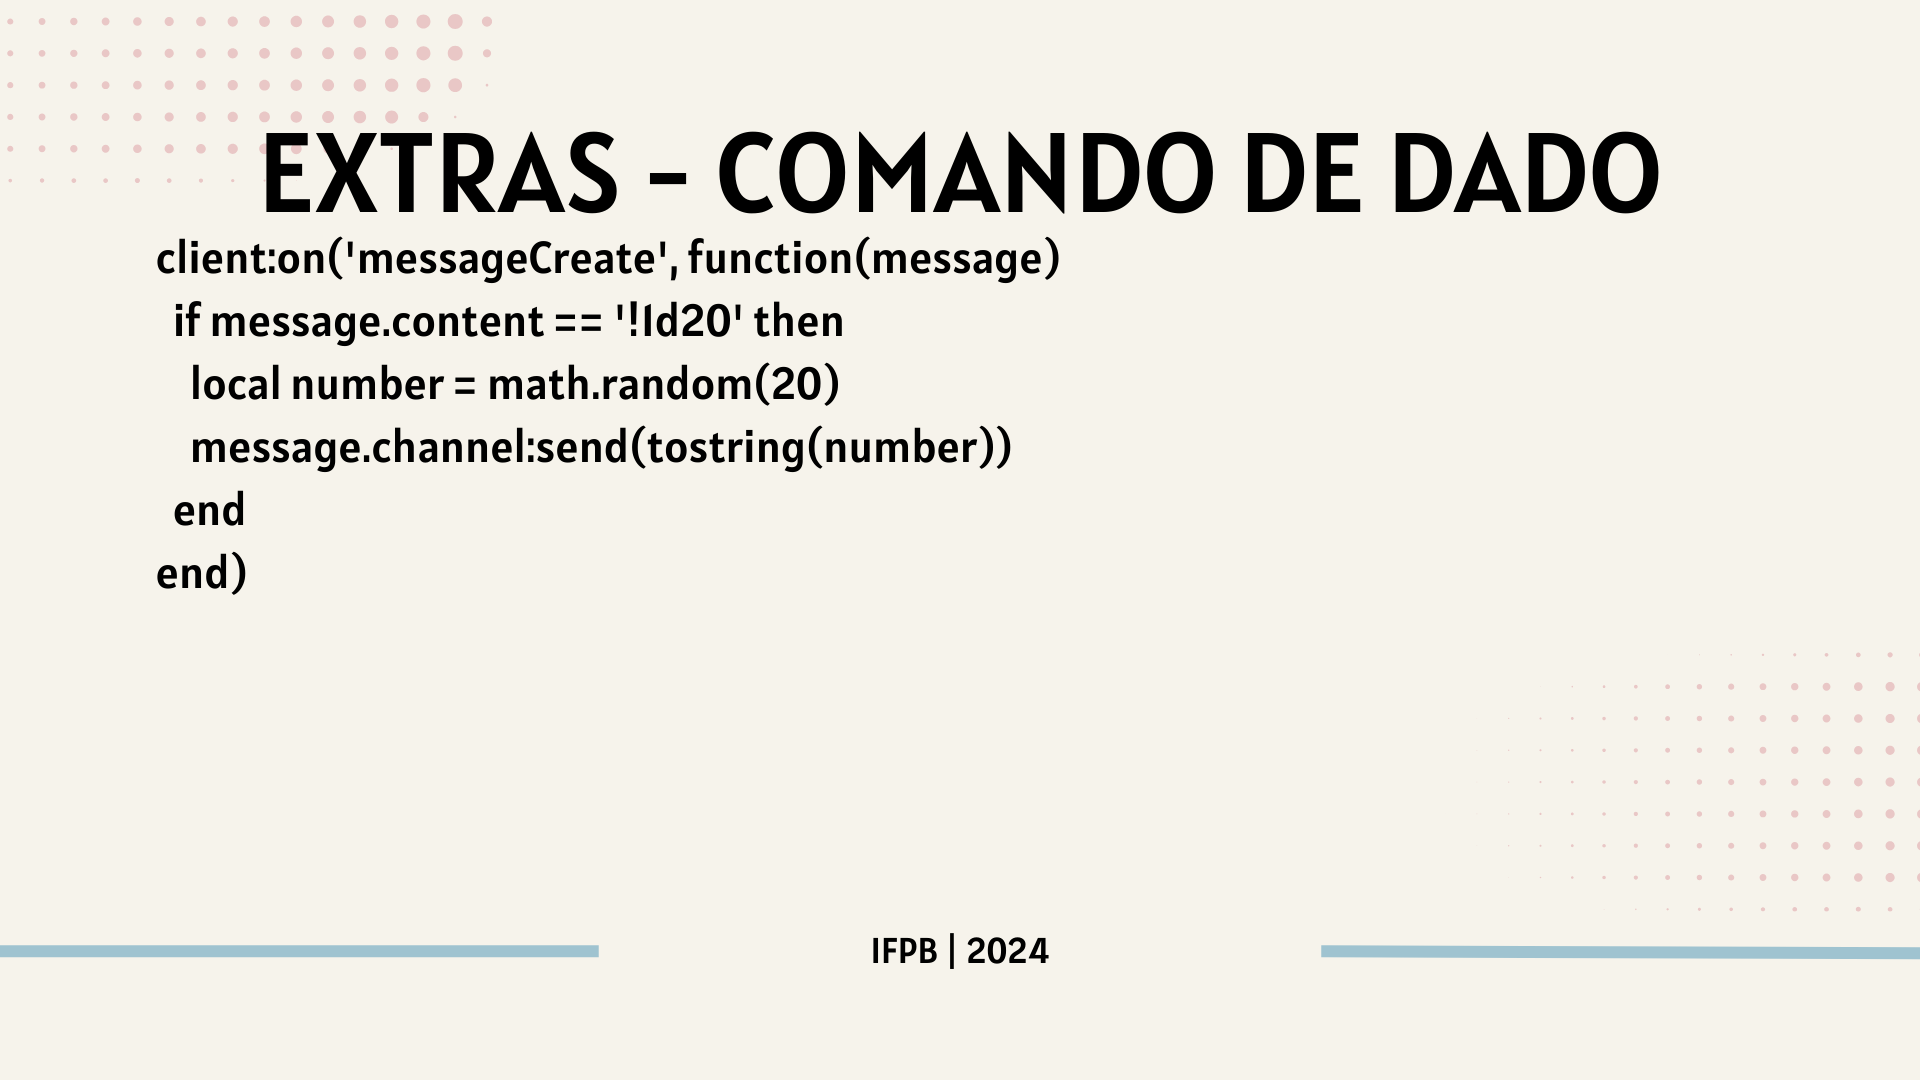 EXTRAS - COMANDO DE DADO
client:on('messageCreate', function(message)
  if message.content == '!1d20' then
    local number = math.random(20)
    message.channel:send(tostring(number))
  end
end)
IFPB | 2024